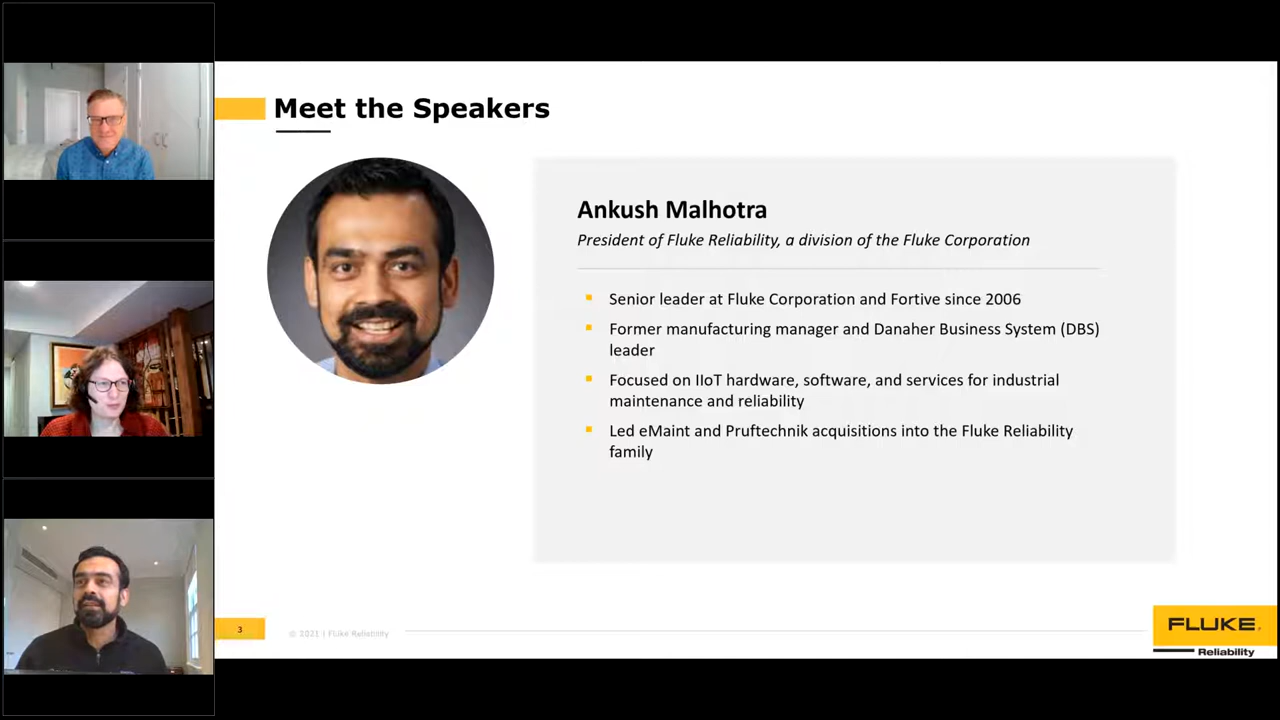 Meet the Speakers
Ankush Malhotra
President of Fluke Reliability, a division of the Fluke Corporation
Senior leader at Fluke Corporation and Fortive since 2006
Former manufacturing manager and Danaher Business System (DBS)
leader
Focused on IIoT hardware, software, and services for industrial
maintenance and reliability
Led eMaint and Pruftechnik acquisitions into the Fluke Reliability
family
3
© 2021 | Fluke Reliability
FLUKE®
Reliability